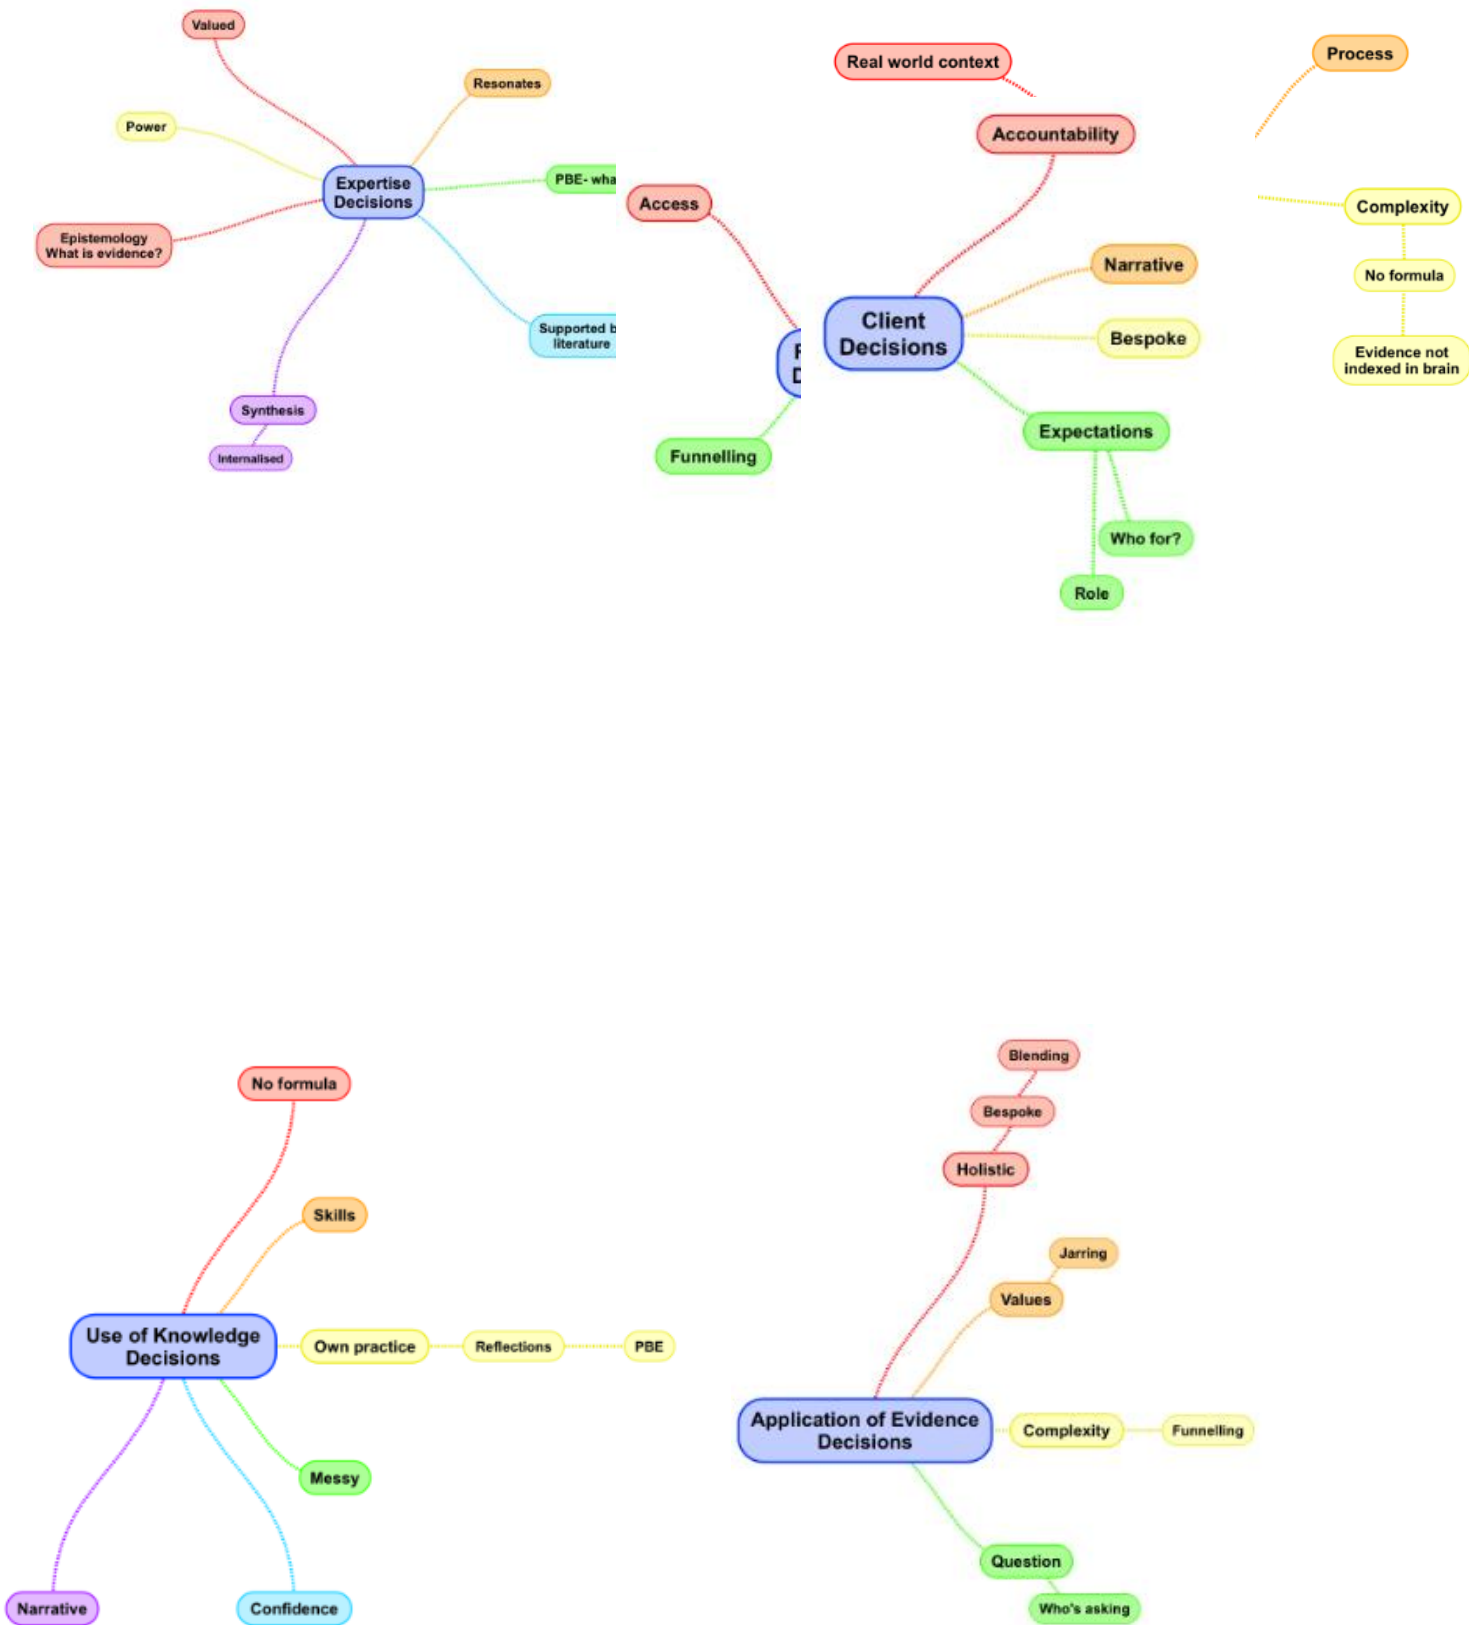 Valued
Resonates
Power
Expertise
Decisions
PBE-
Epistemology
What is evidence?
Supported
literature
Synthesis
Internalised
Real world context
Accountability
Access
Narrative
Client
Decisions
Bespoke
Expectations
Funnelling
Who for?
Role
Process
Complexity
No formula
Evidence not
indexed in brain
No formula
Skills
Use of Knowledge
Decisions
Own practice
Reflections
PBE
Messy
Narrative
Confidence
Blending
Bespoke
Holistic
Jarring
Values
Application of Evidence
Decisions
Complexity
Funnelling
Question
Who's asking